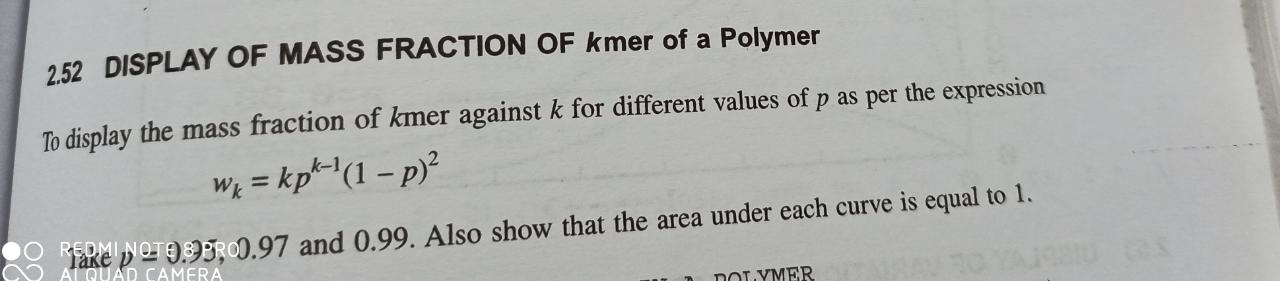 2.52 DISPLAY OF MASS FRACTION OF kmer of a Polymer
To display the mass fraction of kmer against k for different values of p as per the expression
wₖ = kpᵏ⁻¹(1 – p)²
Take p = 0.95, 0.97 and 0.99. Also show that the area under each curve is equal to 1.
REDMI NOTE 8 PRO
AI QUAD CAMERA
POLYMER